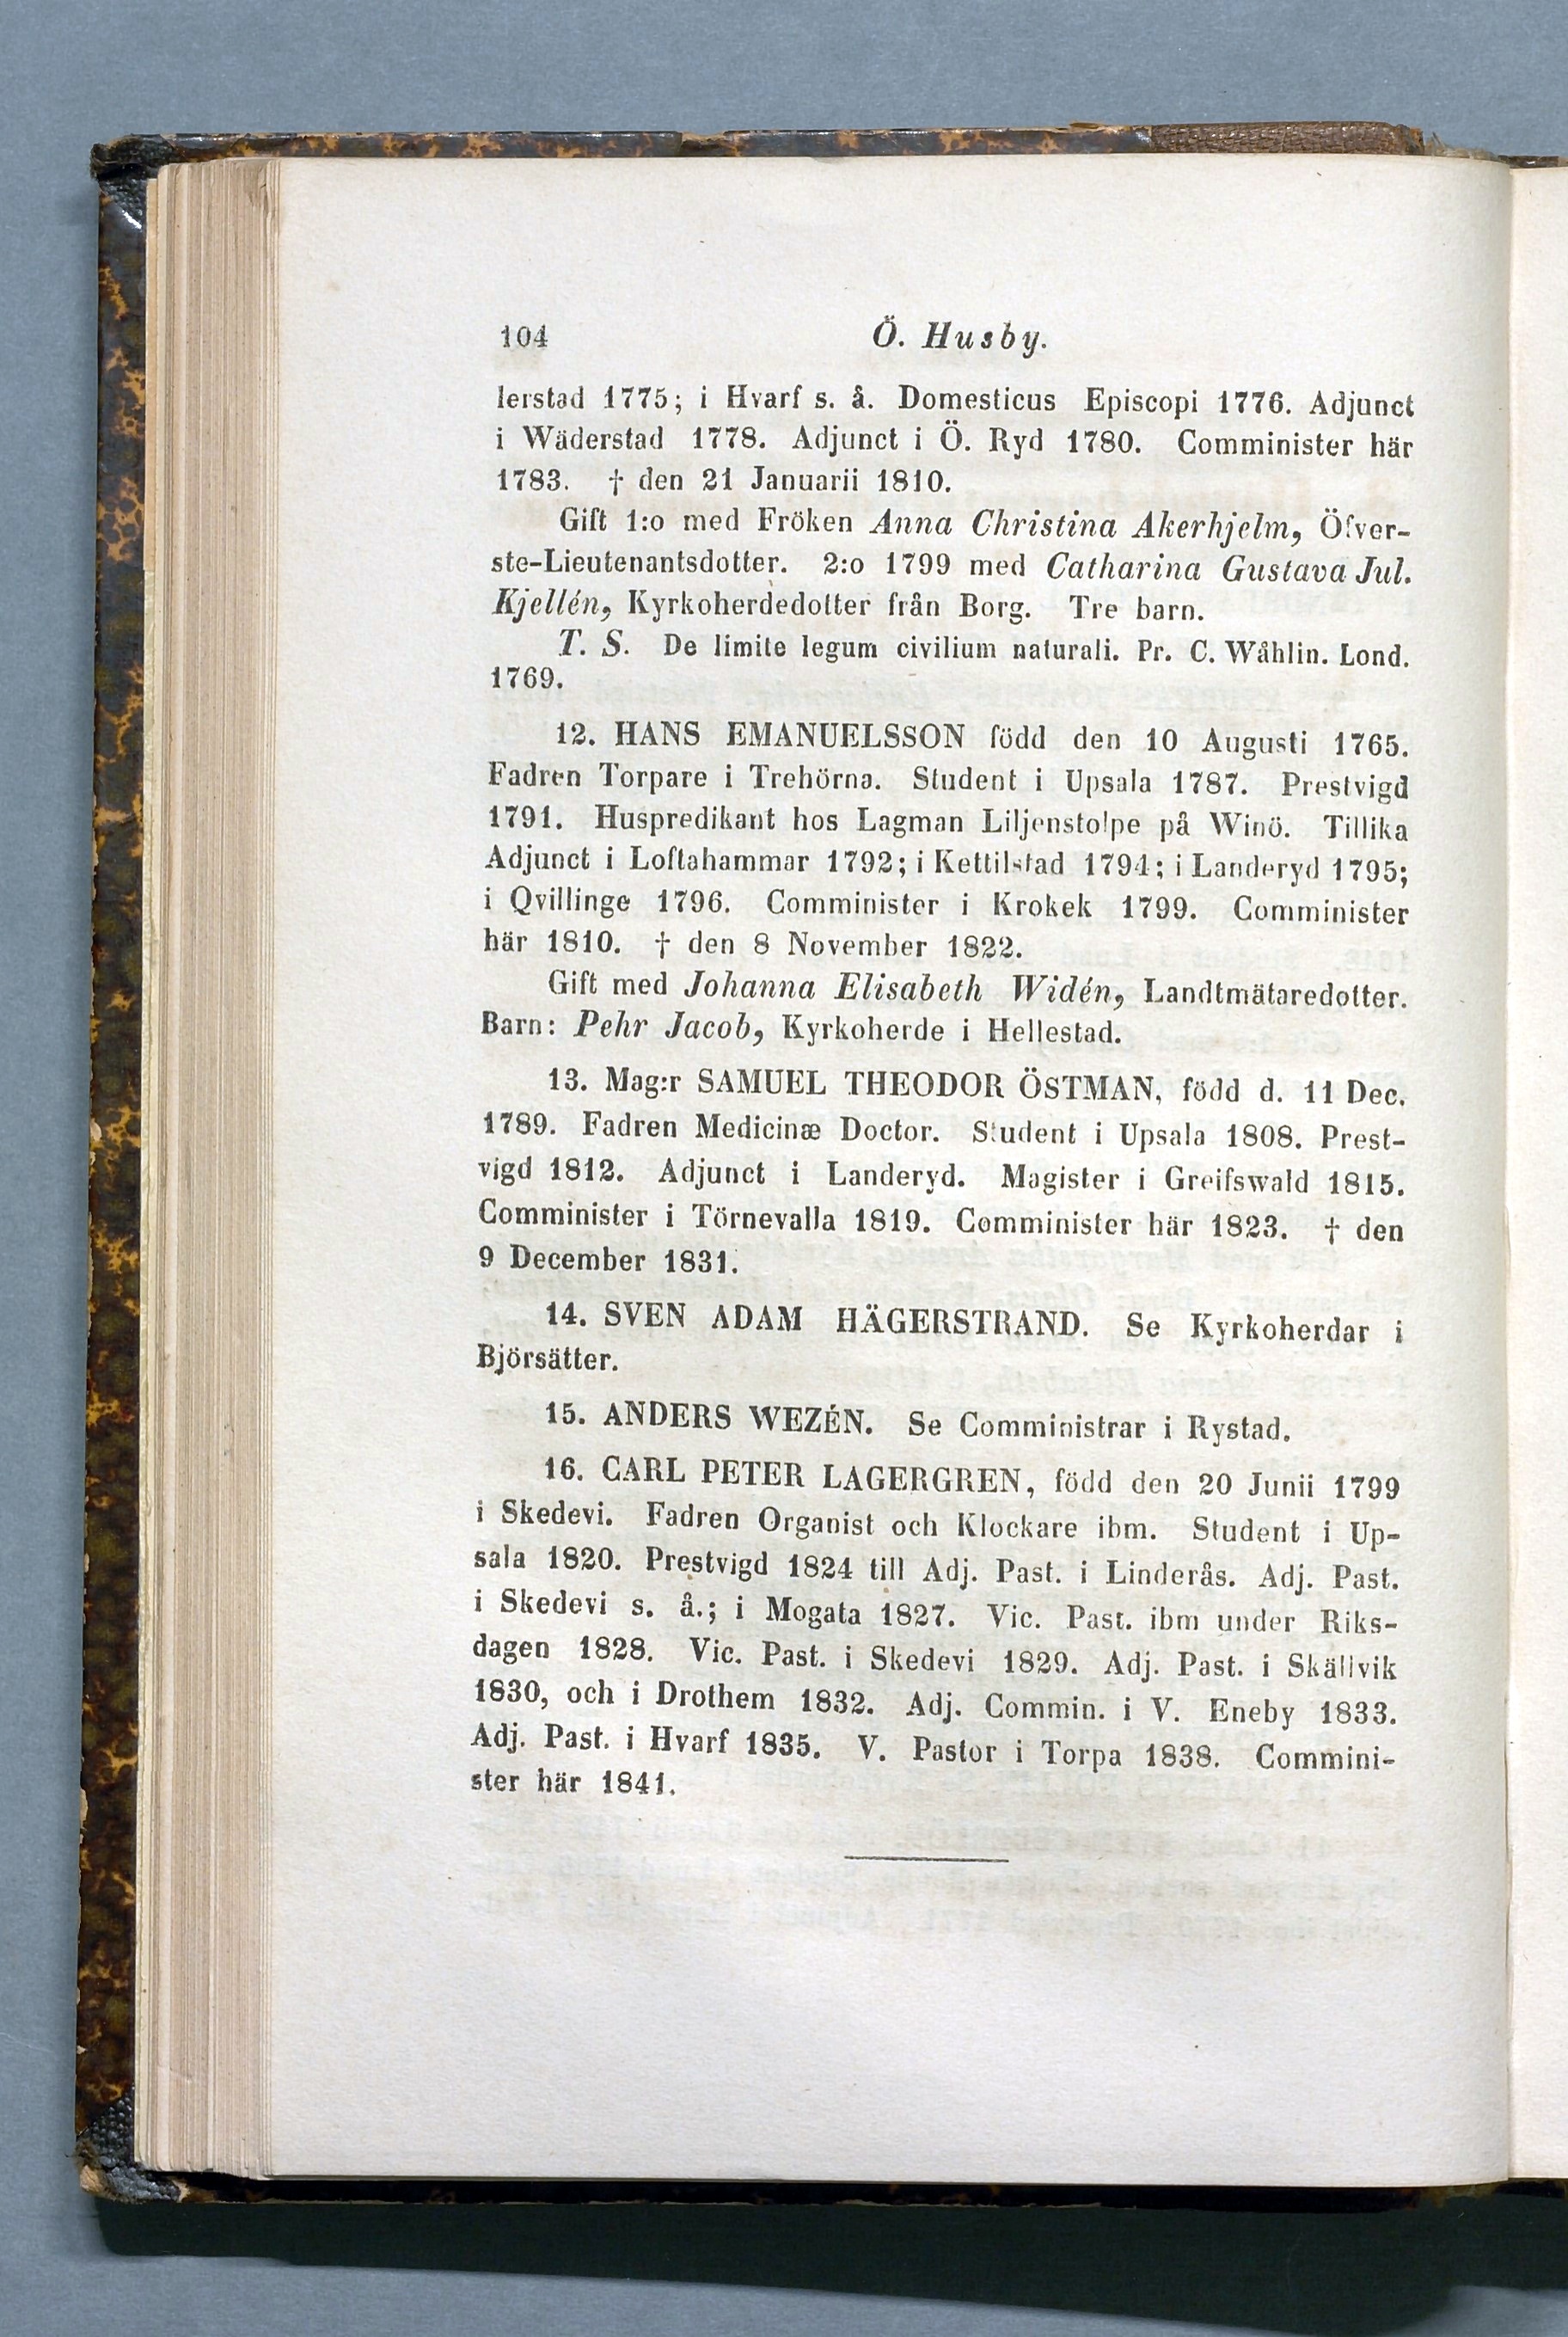 104 Ö. Husby.
lerstad 1775; i Hvarf s. å. Domesticus Episcopi 1776. Adjunct
i Wäderstad 1778. Adjunct i Ö. Ryd 1780. Comminister här
1783. † den 21 Januarii 1810.
Gift 1:o med Fröken Anna Christina Akerhjelm, Öfver-
ste-Lieutenantsdotter. 2:o 1799 med Catharina Gustava Jul.
Kjellén, Kyrkoherdedotter från Borg. Tre barn.
T. S. De limite legum civilium naturali. Pr. C. Wåhlin. Lond.
1769.
12. HANS EMANUELSSON född den 10 Augusti 1765.
Fadren Torpare i Trehörna. Student i Upsala 1787. Prestvigd
1791. Huspredikant hos Lagman Liljenstolpe på Winö. Tillika
Adjunct i Loftahammar 1792; i Kettilstad 1794; i Landeryd 1795;
i Qvillinge 1796. Comminister i Krokek 1799. Comminister
här 1810. † den 8 November 1822.
Gift med Johanna Elisabeth Widén, Landtmätaredotter.
Barn: Pehr Jacob, Kyrkoherde i Hellestad.
13. Mag:r SAMUEL THEODOR ÖSTMAN, född d. 11 Dec.
1789. Fadren Medicinæ Doctor. Student i Upsala 1808. Prest-
vigd 1812. Adjunct i Landeryd. Magister i Greifswald 1815.
Comminister i Törnevalla 1819. Comminister här 1823. † den
9 December 1831.
14. SVEN ADAM HÄGERSTRAND. Se Kyrkoherdar i
Björsätter.
15. ANDERS WEZÉN. Se Comministrar i Rystad.
16. CARL PETER LAGERGREN, född den 20 Junii 1799
i Skedevi. Fadren Organist och Klockare ibm. Student i Up-
sala 1820. Prestvigd 1824 till Adj. Past. i Linderås. Adj. Past.
i Skedevi s. å.; i Mogata 1827. Vic. Past. ibm under Riks-
dagen 1828. Vic. Past. i Skedevi 1829. Adj. Past. i Skällvik
1830, och i Drothem 1832. Adj. Commin. i V. Eneby 1833.
Adj. Past. i Hvarf 1835. V. Pastor i Torpa 1838. Commini-
ster här 1841.